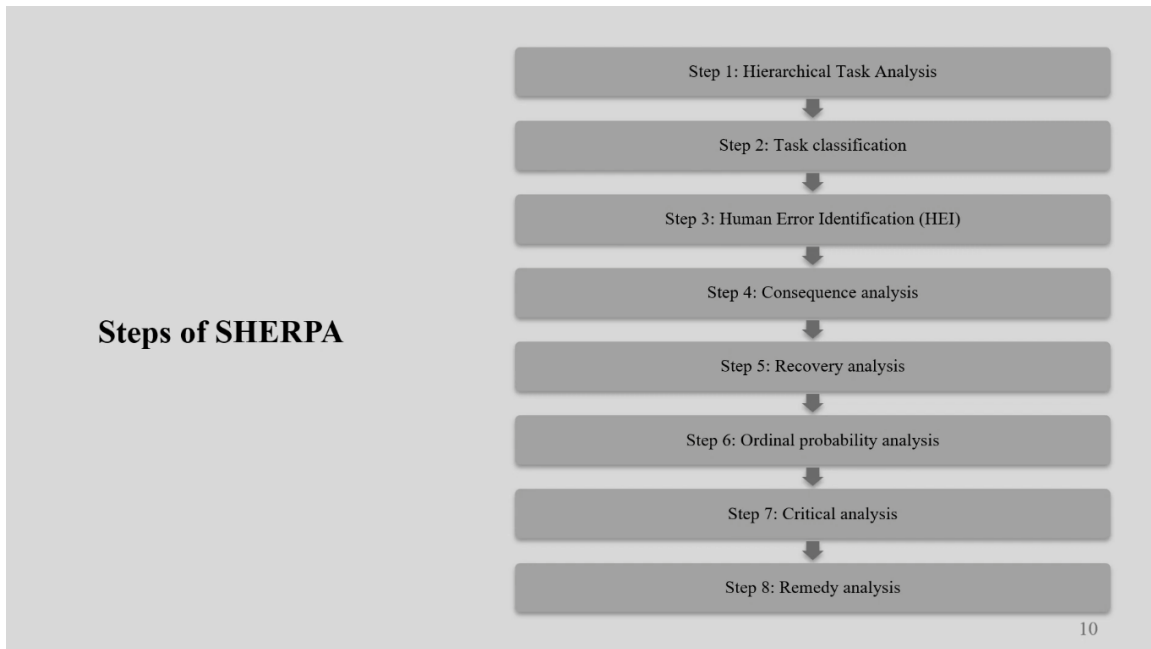 Steps of SHERPA
Step 1: Hierarchical Task Analysis
Step 2: Task classification
Step 3: Human Error Identification (HEI)
Step 4: Consequence analysis
Step 5: Recovery analysis
Step 6: Ordinal probability analysis
Step 7: Critical analysis
Step 8: Remedy analysis
10